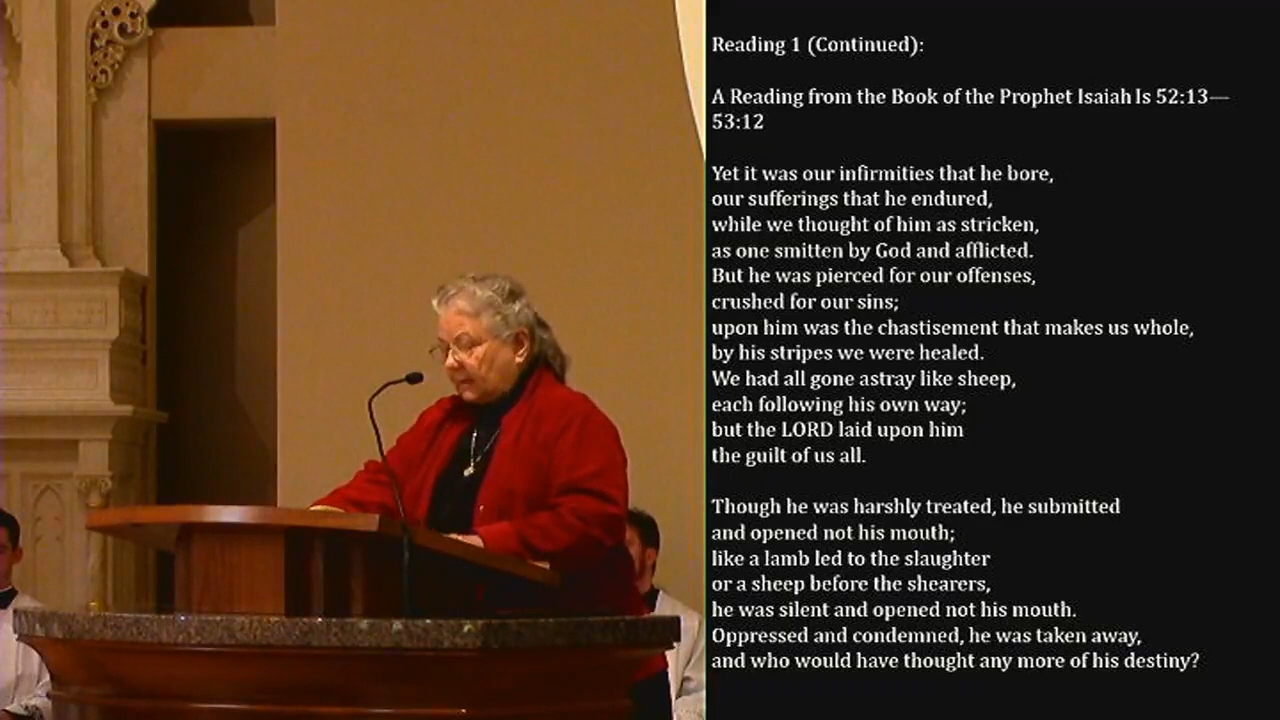 Reading 1 (Continued):
A Reading from the Book of the Prophet Isaiah Is 52:13—
53:12
Yet it was our infirmities that he bore,
our sufferings that he endured,
while we thought of him as stricken,
as one smitten by God and afflicted.
But he was pierced for our offenses,
crushed for our sins;
upon him was the chastisement that makes us whole,
by his stripes we were healed.
We had all gone astray like sheep,
each following his own way;
but the LORD laid upon him
the guilt of us all.
Though he was harshly treated, he submitted
and opened not his mouth;
like a lamb led to the slaughter
or a sheep before the shearers,
he was silent and opened not his mouth.
Oppressed and condemned, he was taken away,
and who would have thought any more of his destiny?